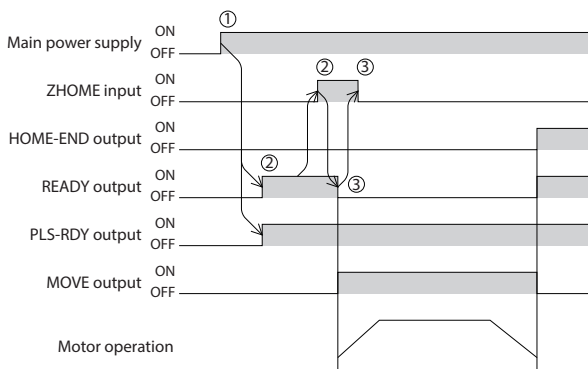 ①
Main power supply ON
OFF
② ③
ZHOME input ON
OFF
HOME-END output ON
OFF
②
READY output ON
OFF
③
PLS-RDY output ON
OFF
MOVE output ON
OFF
Motor operation